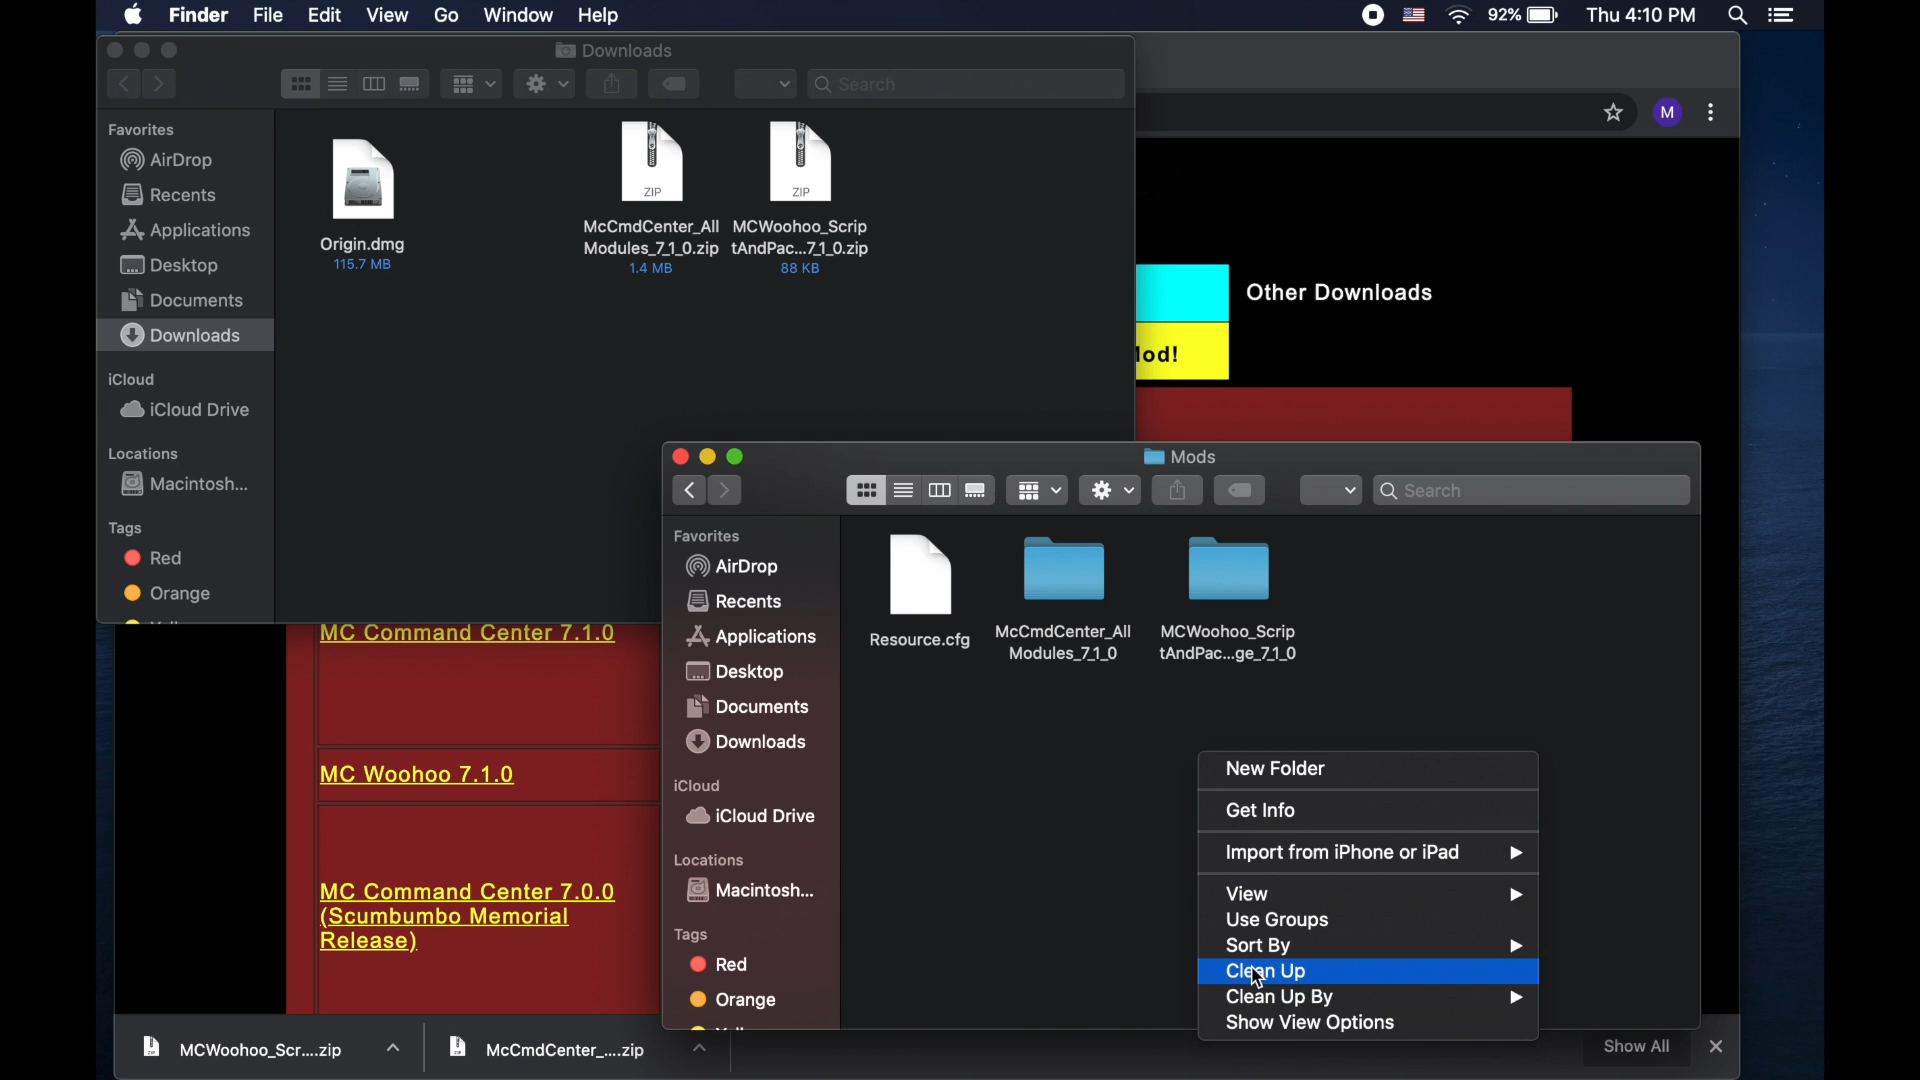 Finder File Edit View Go Window Help 92% Thu 4:10 PM
Downloads
Search
M
Favorites
AirDrop
Recents
Applications
Desktop
Documents
Downloads
iCloud
iCloud Drive
Locations
Macintosh...
Tags
Red
Orange
ZIP
ZIP
Origin.dmg
115.7 MB
McCmdCenter_All
Modules_7_1_0.zip
1.4 MB
MCWoohoo_Scrip
tAndPac...7_1_0.zip
88 KB
Other Downloads
Mod!
MC Command Center 7.1.0
MC Woohoo 7.1.0
MC Command Center 7.0.0
(Scumbumbo Memorial
Release)
Mods
Search
Favorites
AirDrop
Recents
Applications
Desktop
Documents
Downloads
iCloud
iCloud Drive
Locations
Macintosh...
Tags
Red
Orange
Resource.cfg
McCmdCenter_All
Modules_7_1_0
MCWoohoo_Scrip
tAndPac...ge_7_1_0
New Folder
Get Info
Import from iPhone or iPad
View
Use Groups
Sort By
Clean Up
Clean Up By
Show View Options
MCWoohoo_Scr....zip
McCmdCenter_....zip
Show All